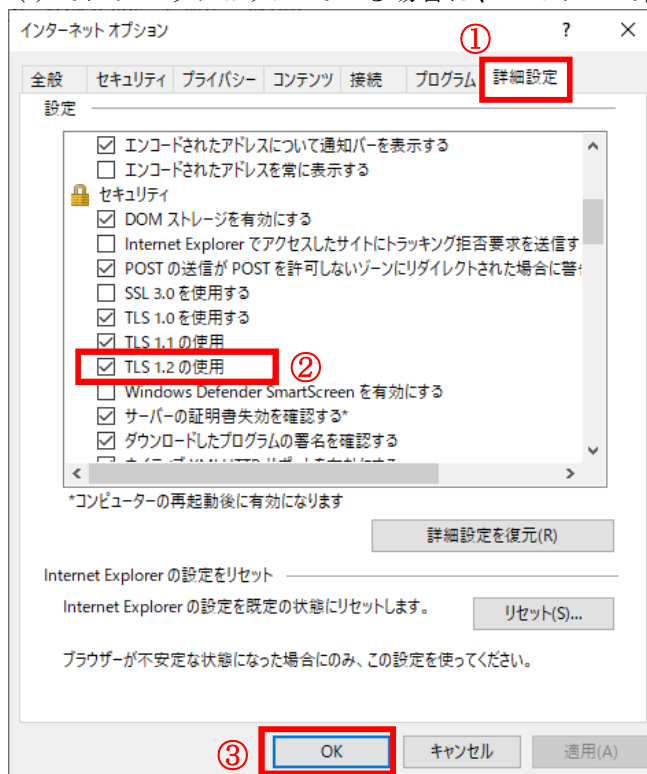 インターネット オプション
①
?
×
全般 セキュリティ プライバシー コンテンツ 接続 プログラム 詳細設定
設定
エンコードされたアドレスについて通知バーを表示する
エンコードされたアドレスを常に表示する
セキュリティ
DOM ストレージを有効にする
Internet Explorer でアクセスしたサイトにトラッキング拒否要求を送信す
POST の送信が POST を許可しないゾーンにリダイレクトされた場合に警
SSL 3.0 を使用する
TLS 1.0 を使用する
TLS 1.1 の使用
TLS 1.2 の使用 ②
Windows Defender SmartScreen を有効にする
サーバーの証明書失効を確認する*
ダウンロードしたプログラムの署名を確認する
*コンピューターの再起動後に有効になります
詳細設定を復元(R)
Internet Explorer の設定をリセット
Internet Explorer の設定を既定の状態にリセットします。 リセット(S)...
ブラウザーが不安定な状態になった場合にのみ、この設定を使ってください。
③ OK キャンセル 適用(A)